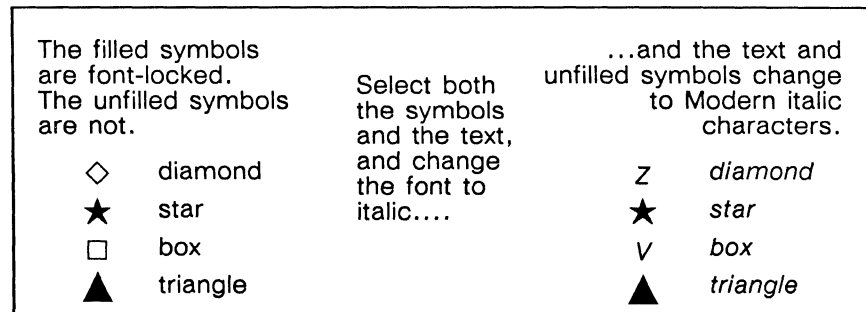 The filled symbols
are font-locked.
The unfilled symbols
are not.
◇ diamond
★ star
□ box
▲ triangle
Select both
the symbols
and the text,
and change
the font to
italic....
...and the text and
unfilled symbols change
to Modern italic
characters.
z diamond
★ star
v box
▲ triangle